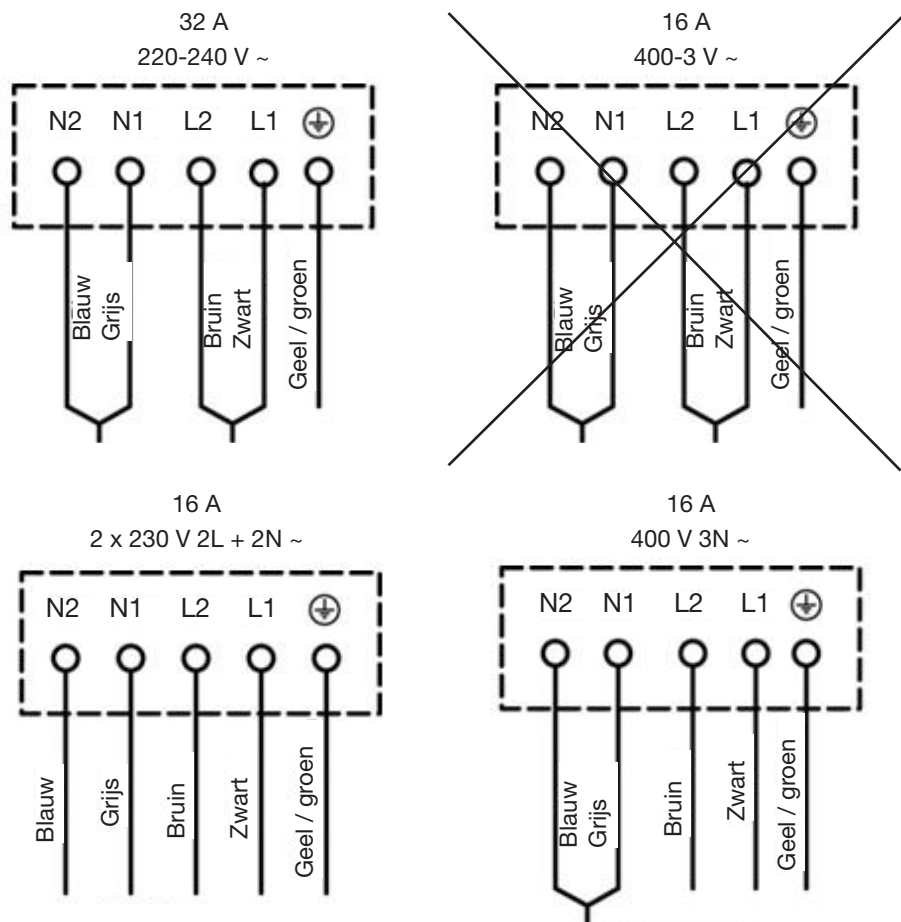 32 A
220-240 V ~
N2 N1 L2 L1
Blauw
Grijs
Bruin
Zwart
Geel / groen
16 A
400-3 V ~
N2 N1 L2 L1
Blauw
Grijs
Bruin
Zwart
Geel / groen
16 A
2 x 230 V 2L + 2N ~
N2 N1 L2 L1
Blauw
Grijs
Bruin
Zwart
Geel / groen
16 A
400 V 3N ~
N2 N1 L2 L1
Blauw
Grijs
Bruin
Zwart
Geel / groen